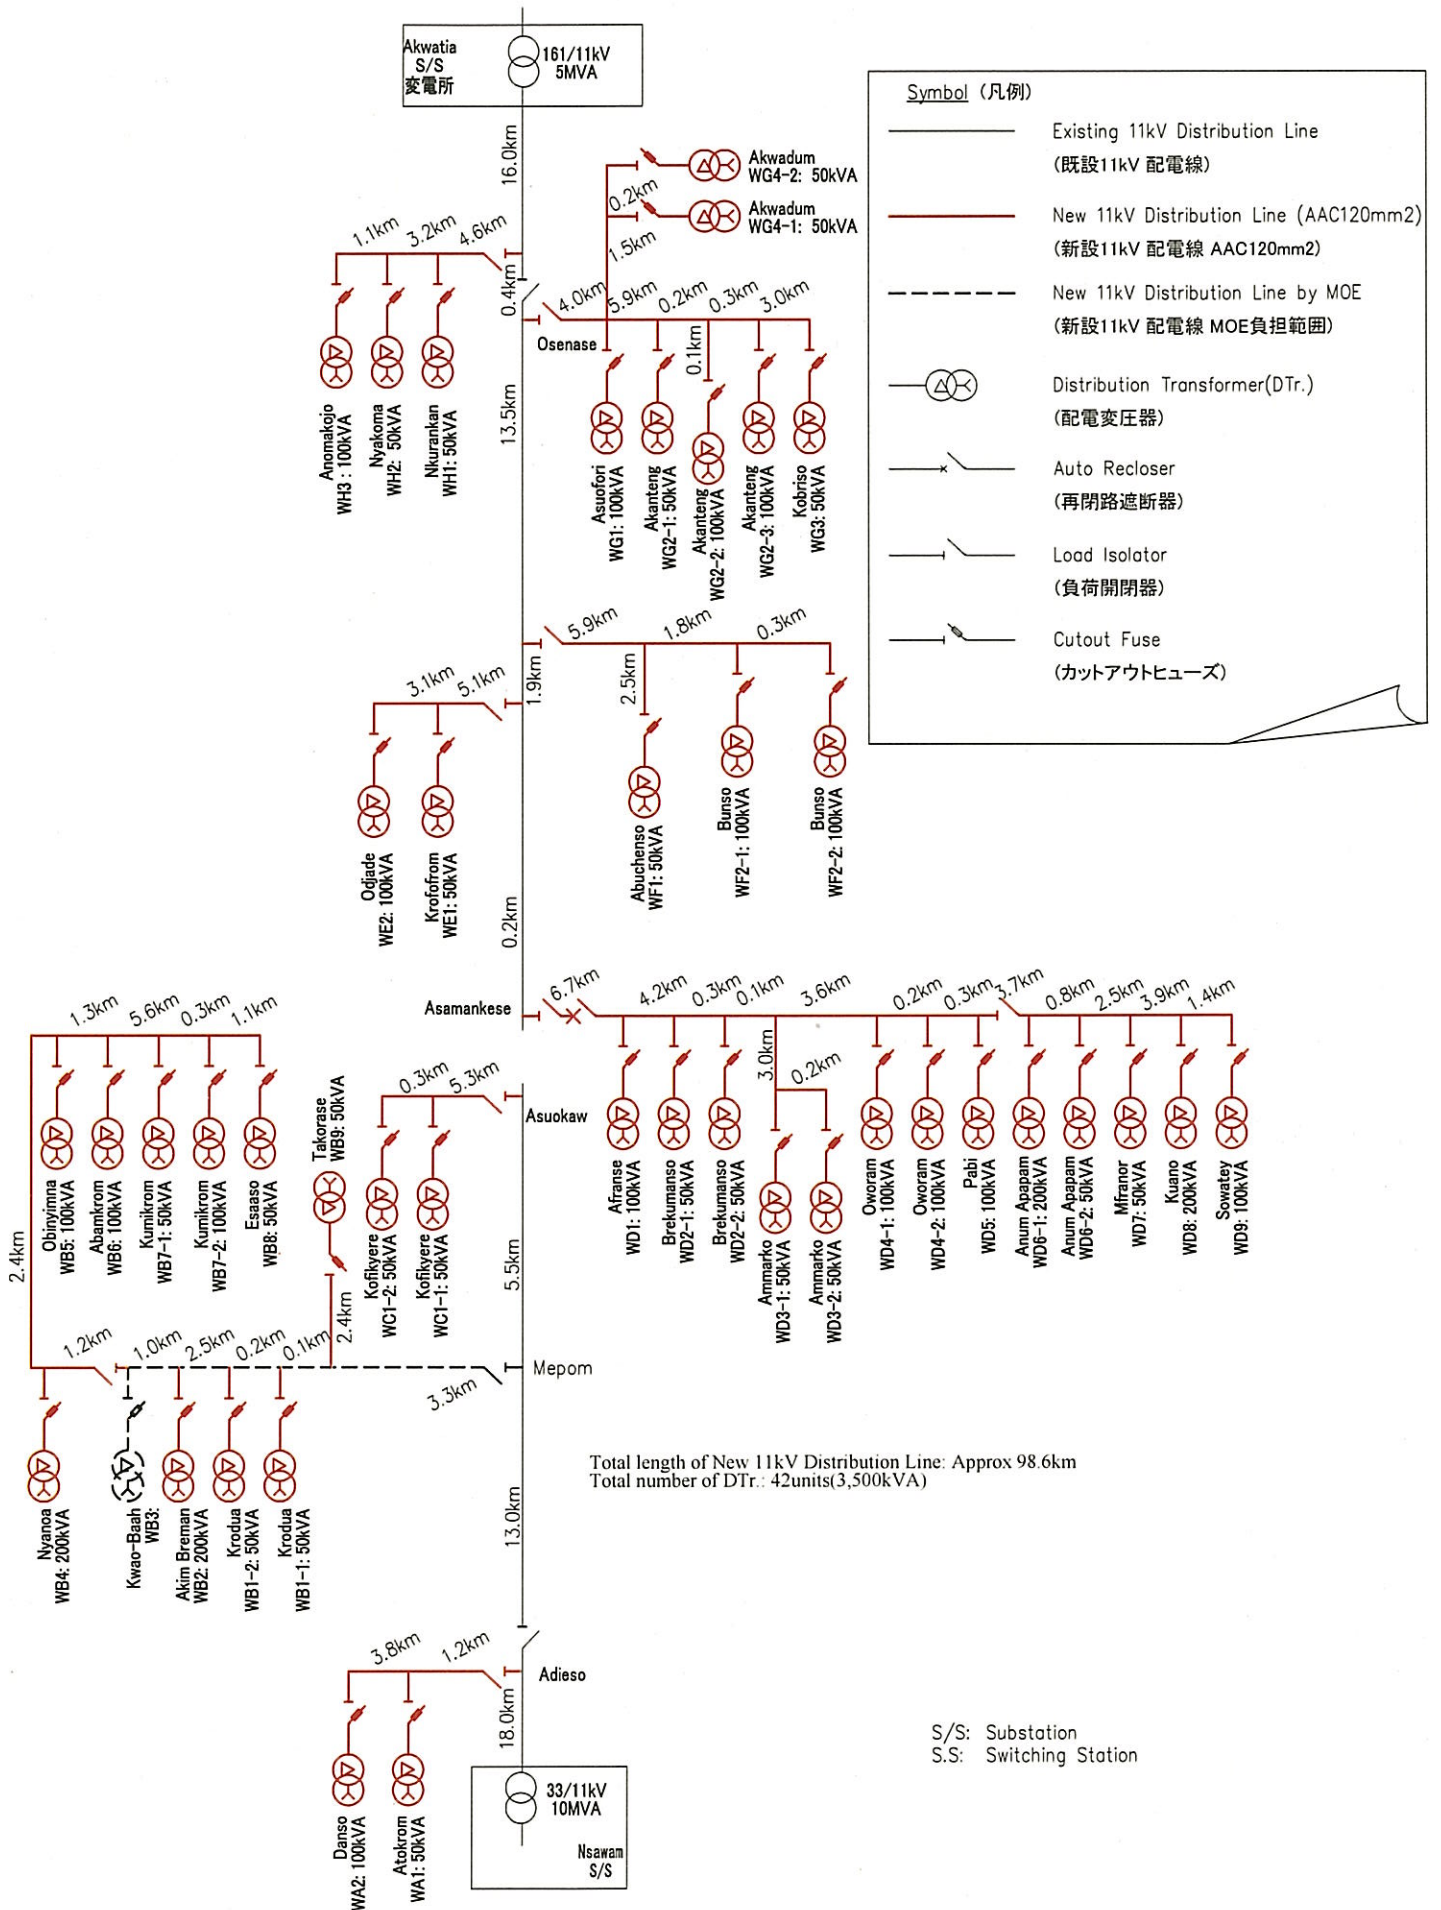 Akwatia
S/S
変電所
161/11kV
5MVA
16.0km
Symbol (凡例)
Existing 11kV Distribution Line
(既設11kV 配電線)
New 11kV Distribution Line (AAC120mm2)
(新設11kV 配電線 AAC120mm2)
New 11kV Distribution Line by MOE
(新設11kV 配電線 MOE負担範囲)
Distribution Transformer(DTr.)
(配電変圧器)
Auto Recloser
(再閉路遮断器)
Load Isolator
(負荷開閉器)
Cutout Fuse
(カットアウトヒューズ)
Akwadum
WG4-2: 50kVA
0.2km
Akwadum
WG4-1: 50kVA
1.5km
1.1km
3.2km
4.6km
0.4km
4.0km
5.9km
0.2km
0.3km
3.0km
Osenase
0.1km
13.5km
Anomakojo
WH3 : 100kVA
Nyakoma
WH2: 50kVA
Nkurankan
WH1: 50kVA
Asuofori
WG1: 100kVA
Akanteng
WG2-1: 50kVA
Akanteng
WG2-2: 100kVA
Akanteng
WG2-3: 100kVA
Kobriso
WG3: 50kVA
5.9km
1.8km
0.3km
2.5km
1.9km
3.1km
5.1km
Odjade
WE2: 100kVA
Krofofrom
WE1: 50kVA
Abuchenso
WF1: 50kVA
Bunso
WF2-1: 100kVA
Bunso
WF2-2: 100kVA
0.2km
Asamankese
6.7km
4.2km
0.3km
0.1km
3.6km
0.2km
0.3km
3.7km
0.8km
2.5km
3.9km
1.4km
3.0km
0.2km
Afranse
WD1: 100kVA
Brekumanso
WD2-1: 50kVA
Brekumanso
WD2-2: 50kVA
Ammarko
WD3-1: 50kVA
Ammarko
WD3-2: 50kVA
Oworam
WD4-1: 100kVA
Oworam
WD4-2: 100kVA
Pabi
WD5: 100kVA
Anum Apapam
WD6-1: 200kVA
Anum Apapam
WD6-2: 50kVA
Mfranor
WD7: 50kVA
Kuano
WD8: 200kVA
Sowatey
WD9: 100kVA
1.3km
5.6km
0.3km
1.1km
Obinyimna
WB5: 100kVA
Abamkrom
WB6: 100kVA
Kumikrom
WB7-1: 50kVA
Kumikrom
WB7-2: 100kVA
Esaaso
WB8: 50kVA
Takorase
WB9: 50kVA
0.3km
5.3km
Asuokaw
Kofikyere
WC1-2: 50kVA
Kofikyere
WC1-1: 50kVA
5.5km
2.4km
2.4km
1.2km
1.0km
2.5km
0.2km
0.1km
3.3km
Mepom
Nyanoa
WB4: 200kVA
Kwao-Baah
WB3:
Akim Breman
WB2: 200kVA
Krodua
WB1-2: 50kVA
Krodua
WB1-1: 50kVA
Total length of New 11kV Distribution Line: Approx 98.6km
Total number of DTr.: 42units(3,500kVA)
13.0km
3.8km
1.2km
Adieso
18.0km
Danso
WA2: 100kVA
Atokrom
WA1: 50kVA
33/11kV
10MVA
Nsawam
S/S
S/S: Substation
S.S: Switching Station